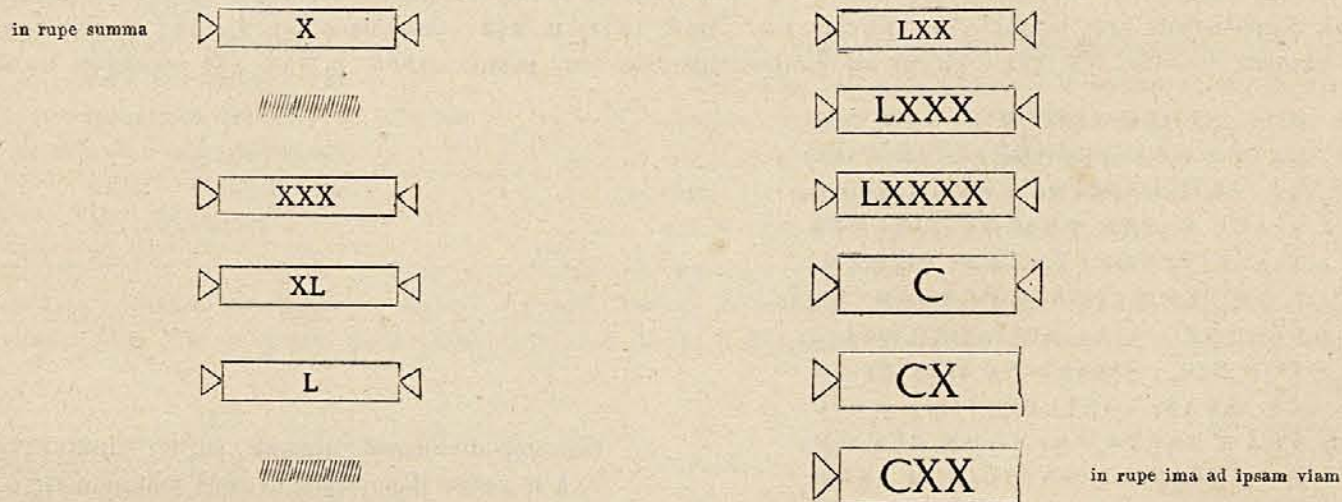 in rupe summa X
XXX
XL
L
LXX
LXXX
LXXXX
C
CX
CXX in rupe ima ad ipsam viam